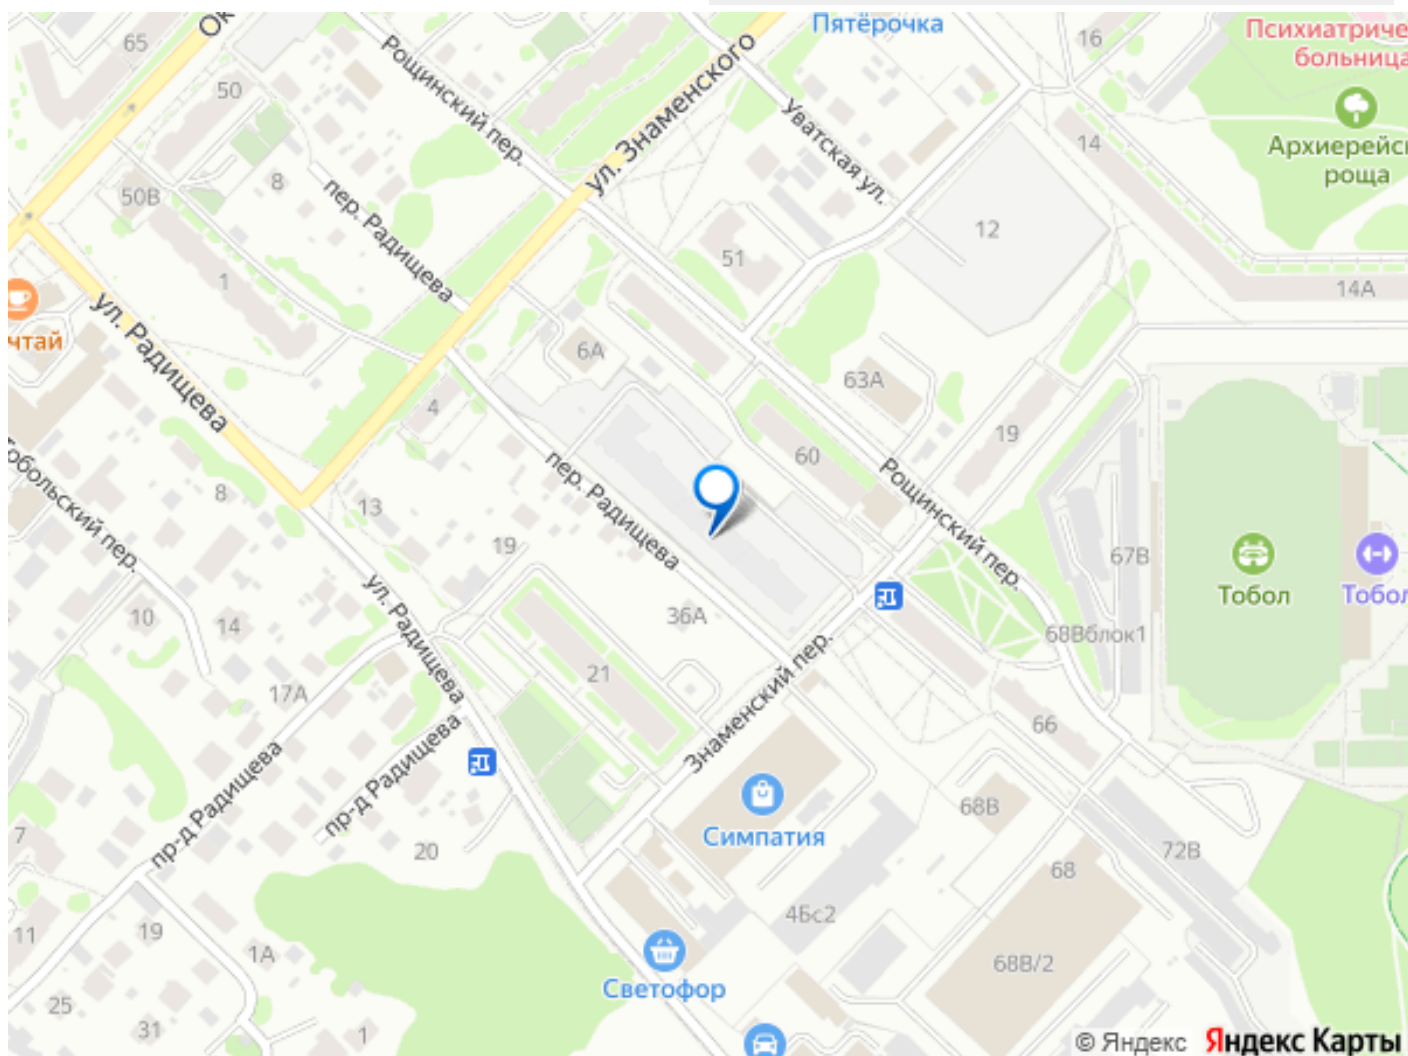 Пятёрочка
65
Ок
16
Психиатриче
больница
Рощинский пер.
ул. Знаменского
50
Уватская ул.
14
Архиерейс
роща
50В
8
пер. Радищева
12
51
1
14А
чтай
ул. Радищева
6А
63А
4
19
60
Рощинский пер.
обольский пер.
8
13
пер. Радищева
19
67В
Тобол
Тобол
10
14
ул. Радищева
36А
68Вблок1
21
17А
Знаменский пер.
66
пр-д Радищева
пр-д Радищева
Симпатия
68В
7
20
72В
68
4Бс2
11
19
1А
68В/2
Светофор
25
31
1
© Яндекс Яндекс Карты